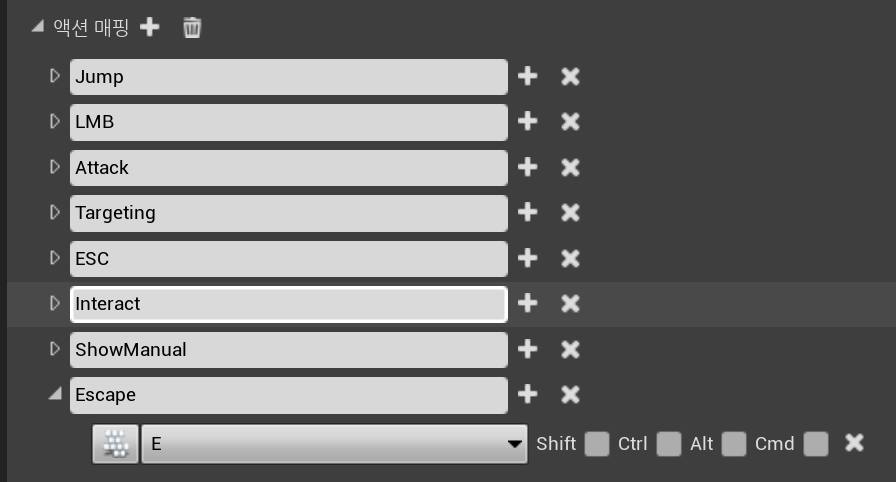 액션 매핑
Jump
LMB
Attack
Targeting
ESC
Interact
ShowManual
Escape
E Shift Ctrl Alt Cmd